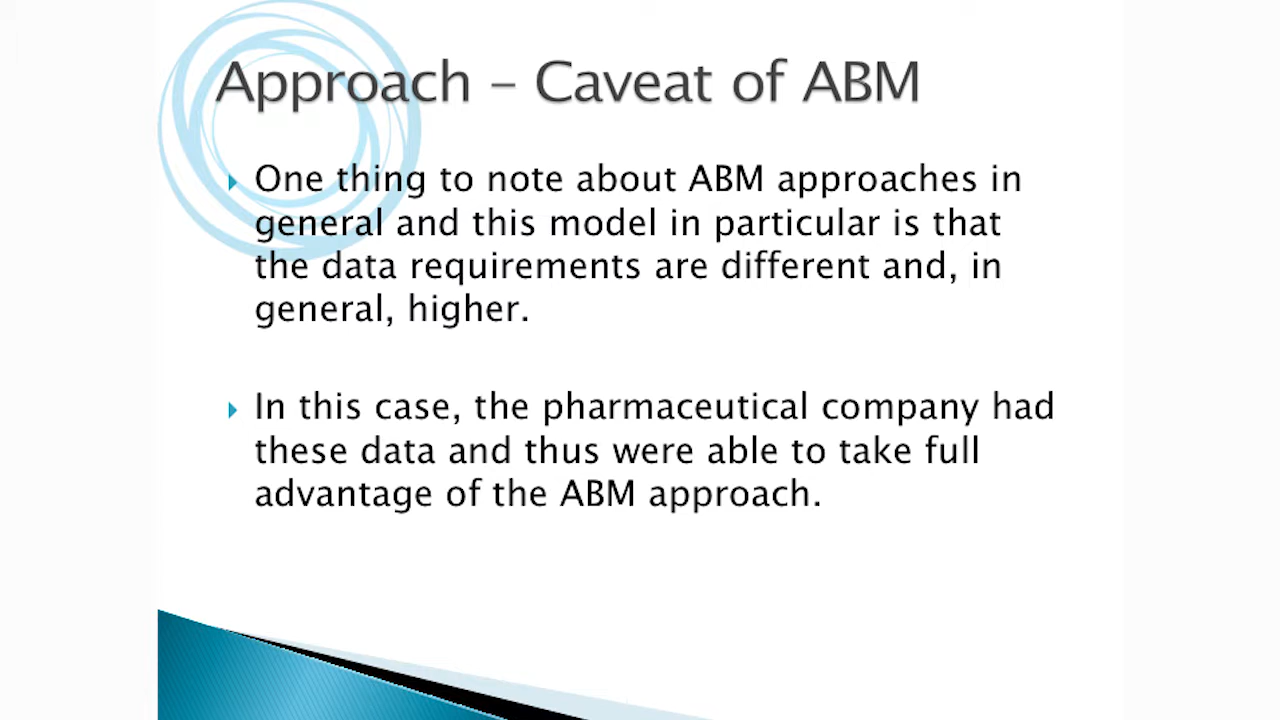 Approach – Caveat of ABM
One thing to note about ABM approaches in
general and this model in particular is that
the data requirements are different and, in
general, higher.
In this case, the pharmaceutical company had
these data and thus were able to take full
advantage of the ABM approach.